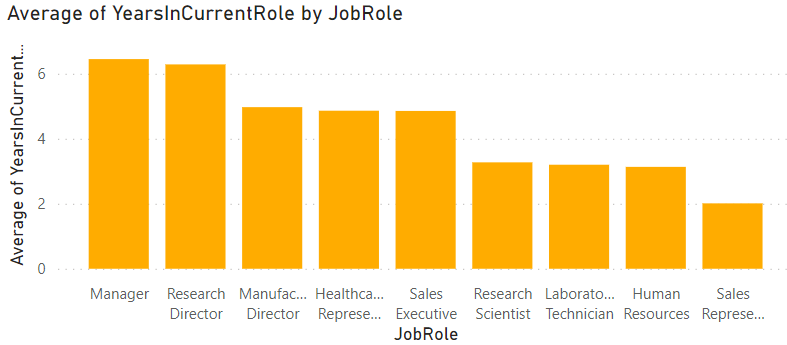 Average of YearsInCurrentRole by JobRole
Average of YearsInCurrent...
6
4
2
0
Manager
Research
Director
Manufac...
Director
Healthca...
Represe...
Sales
Executive
Research
Scientist
Laborato...
Technician
Human
Resources
Sales
Represe...
JobRole